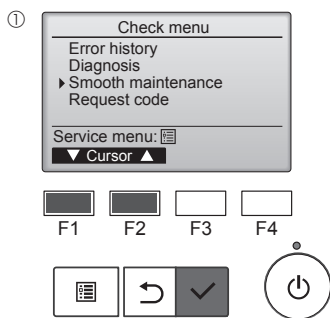 ①
Check menu
Error history
Diagnosis
Smooth maintenance
Request code
Service menu:
▼ Cursor ▲
F1 F2 F3 F4